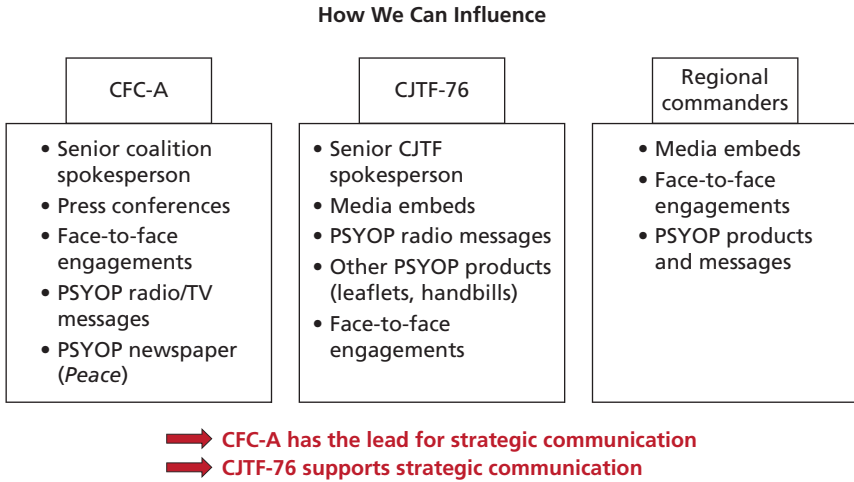 How We Can Influence
CFC-A
• Senior coalition
spokesperson
• Press conferences
• Face-to-face
engagements
• PSYOP radio/TV
messages
• PSYOP newspaper
(Peace)
CJTF-76
• Senior CJTF
spokesperson
• Media embeds
• PSYOP radio messages
• Other PSYOP products
(leaflets, handbills)
• Face-to-face
engagements
Regional
commanders
• Media embeds
• Face-to-face
engagements
• PSYOP products
and messages
CFC-A has the lead for strategic communication
CJTF-76 supports strategic communication